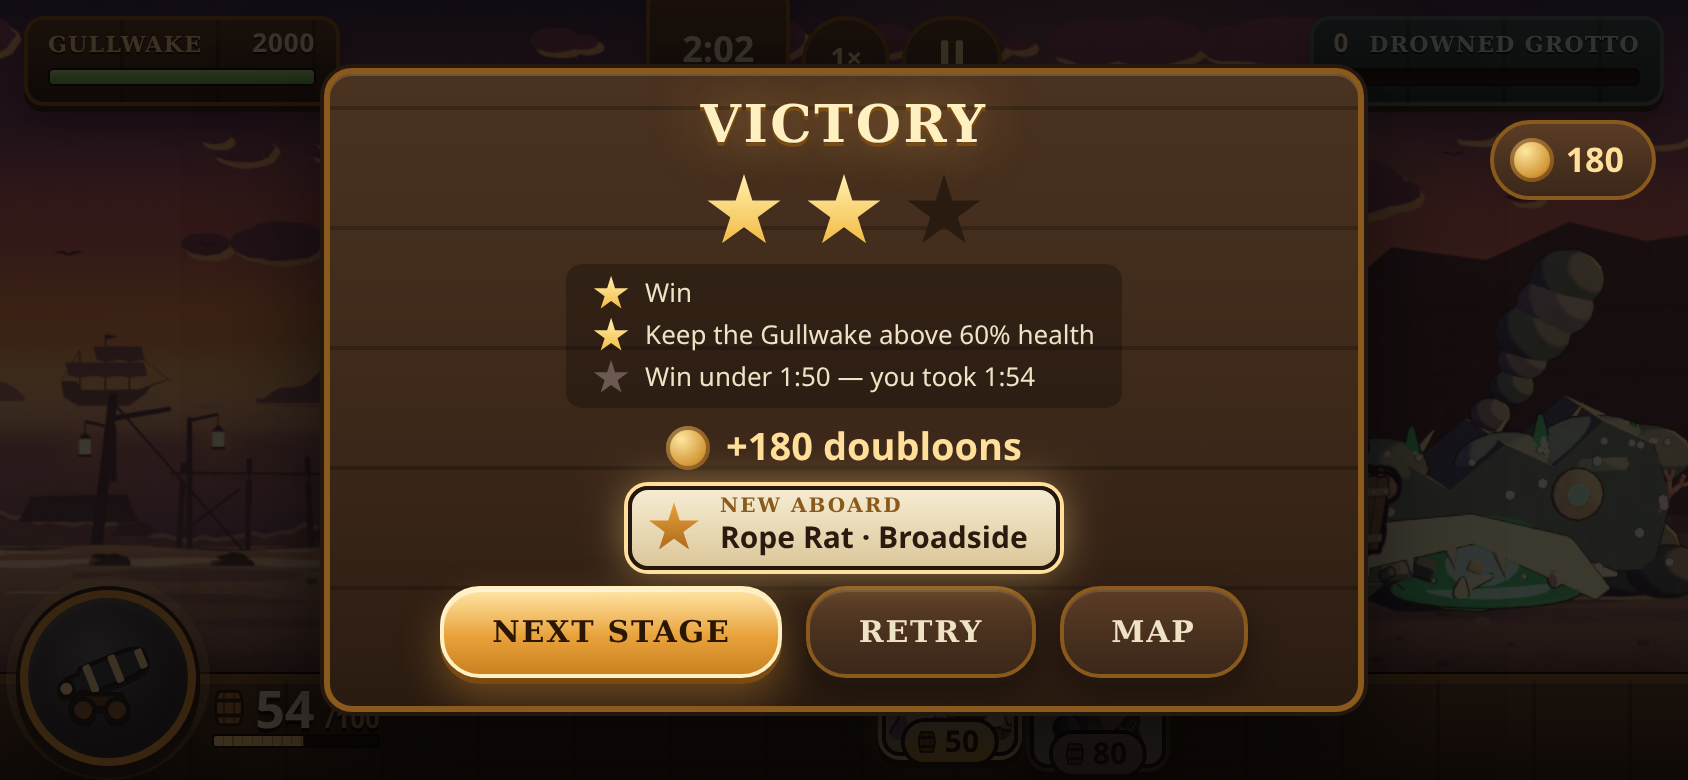 GULLWAKE 2000
2:02
1×
0 DROWNED GROTTO
180
VICTORY
Win
Keep the Gullwake above 60% health
Win under 1:50 — you took 1:54
+180 doubloons
NEW ABOARD
Rope Rat · Broadside
NEXT STAGE
RETRY
MAP
54 /100
50
80